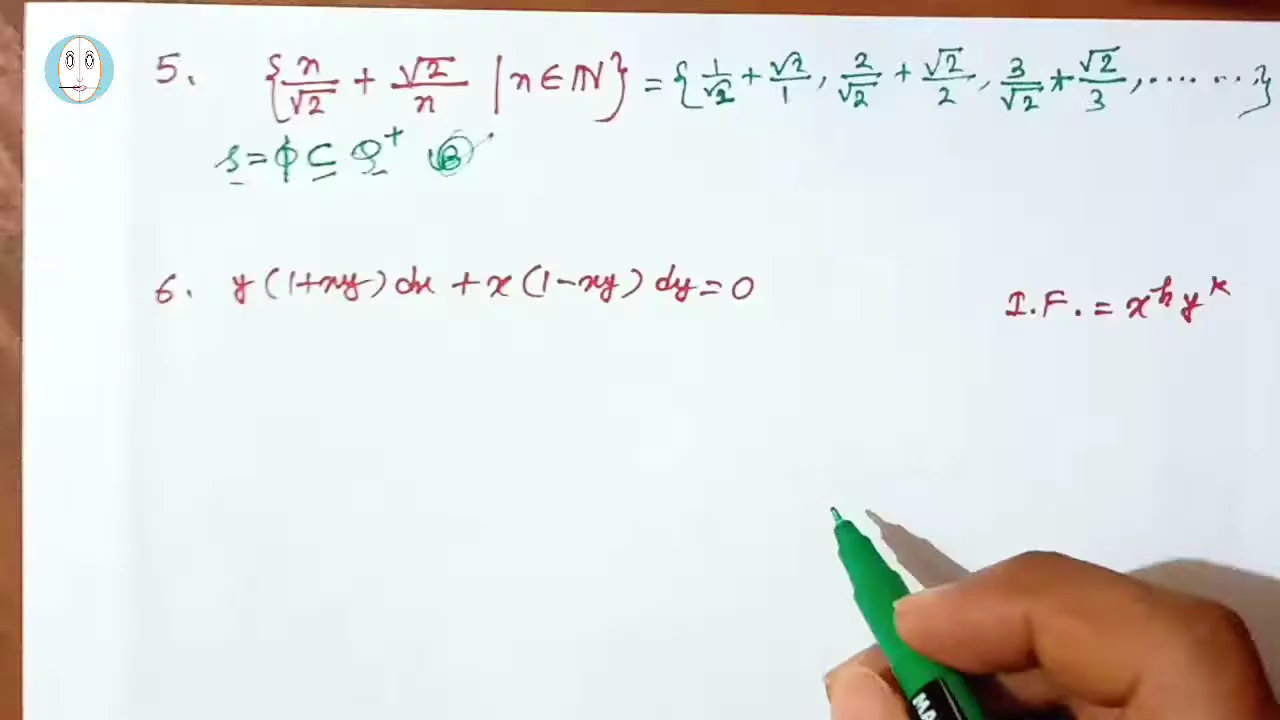 5. {n/√2 + √2/n | n ∈ ℕ} = {1/√2 + √2/1, 2/√2 + √2/2, 3/√2 + √2/3, ........}
S = ϕ ⊆ Q⁺ B
6. y(1+xy)dx + x(1-xy)dy = 0 I.F. = x^h y^k
MA